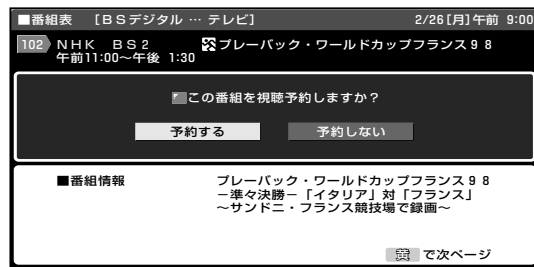 ■番組表　[ＢＳデジタル … テレビ]　2/26[月]午前 9:00
102 ＮＨＫ　ＢＳ２　プレーバック・ワールドカップフランス９８
午前11:00～午後 1:30
この番組を視聴予約しますか？
予約する　予約しない
■番組情報　プレーバック・ワールドカップフランス９８
－準々決勝－「イタリア」対「フランス」
～サンドニ・フランス競技場で録画～
黄 で次ページ